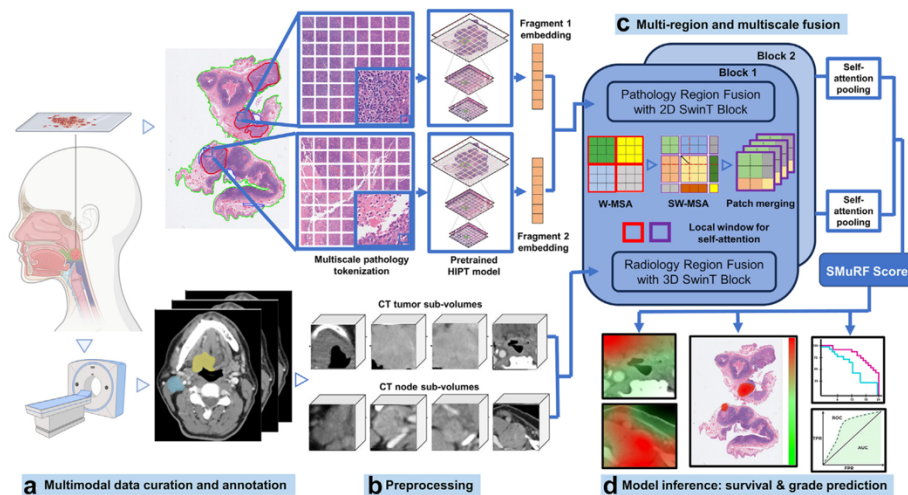 Fragment 1
embedding
c Multi-region and multiscale fusion
Block 2
Block 1
Pathology Region Fusion
with 2D SwinT Block
Self-
attention
pooling
W-MSA
SW-MSA
Patch merging
Local window for
self-attention
Radiology Region Fusion
with 3D SwinT Block
Self-
attention
pooling
SMuRF Score
Fragment 2
embedding
Multiscale pathology
tokenization
Pretrained
HIPT model
CT tumor sub-volumes
CT node sub-volumes
ROC
TPR
AUC
FPR
a Multimodal data curation and annotation
b Preprocessing
d Model inference: survival & grade prediction